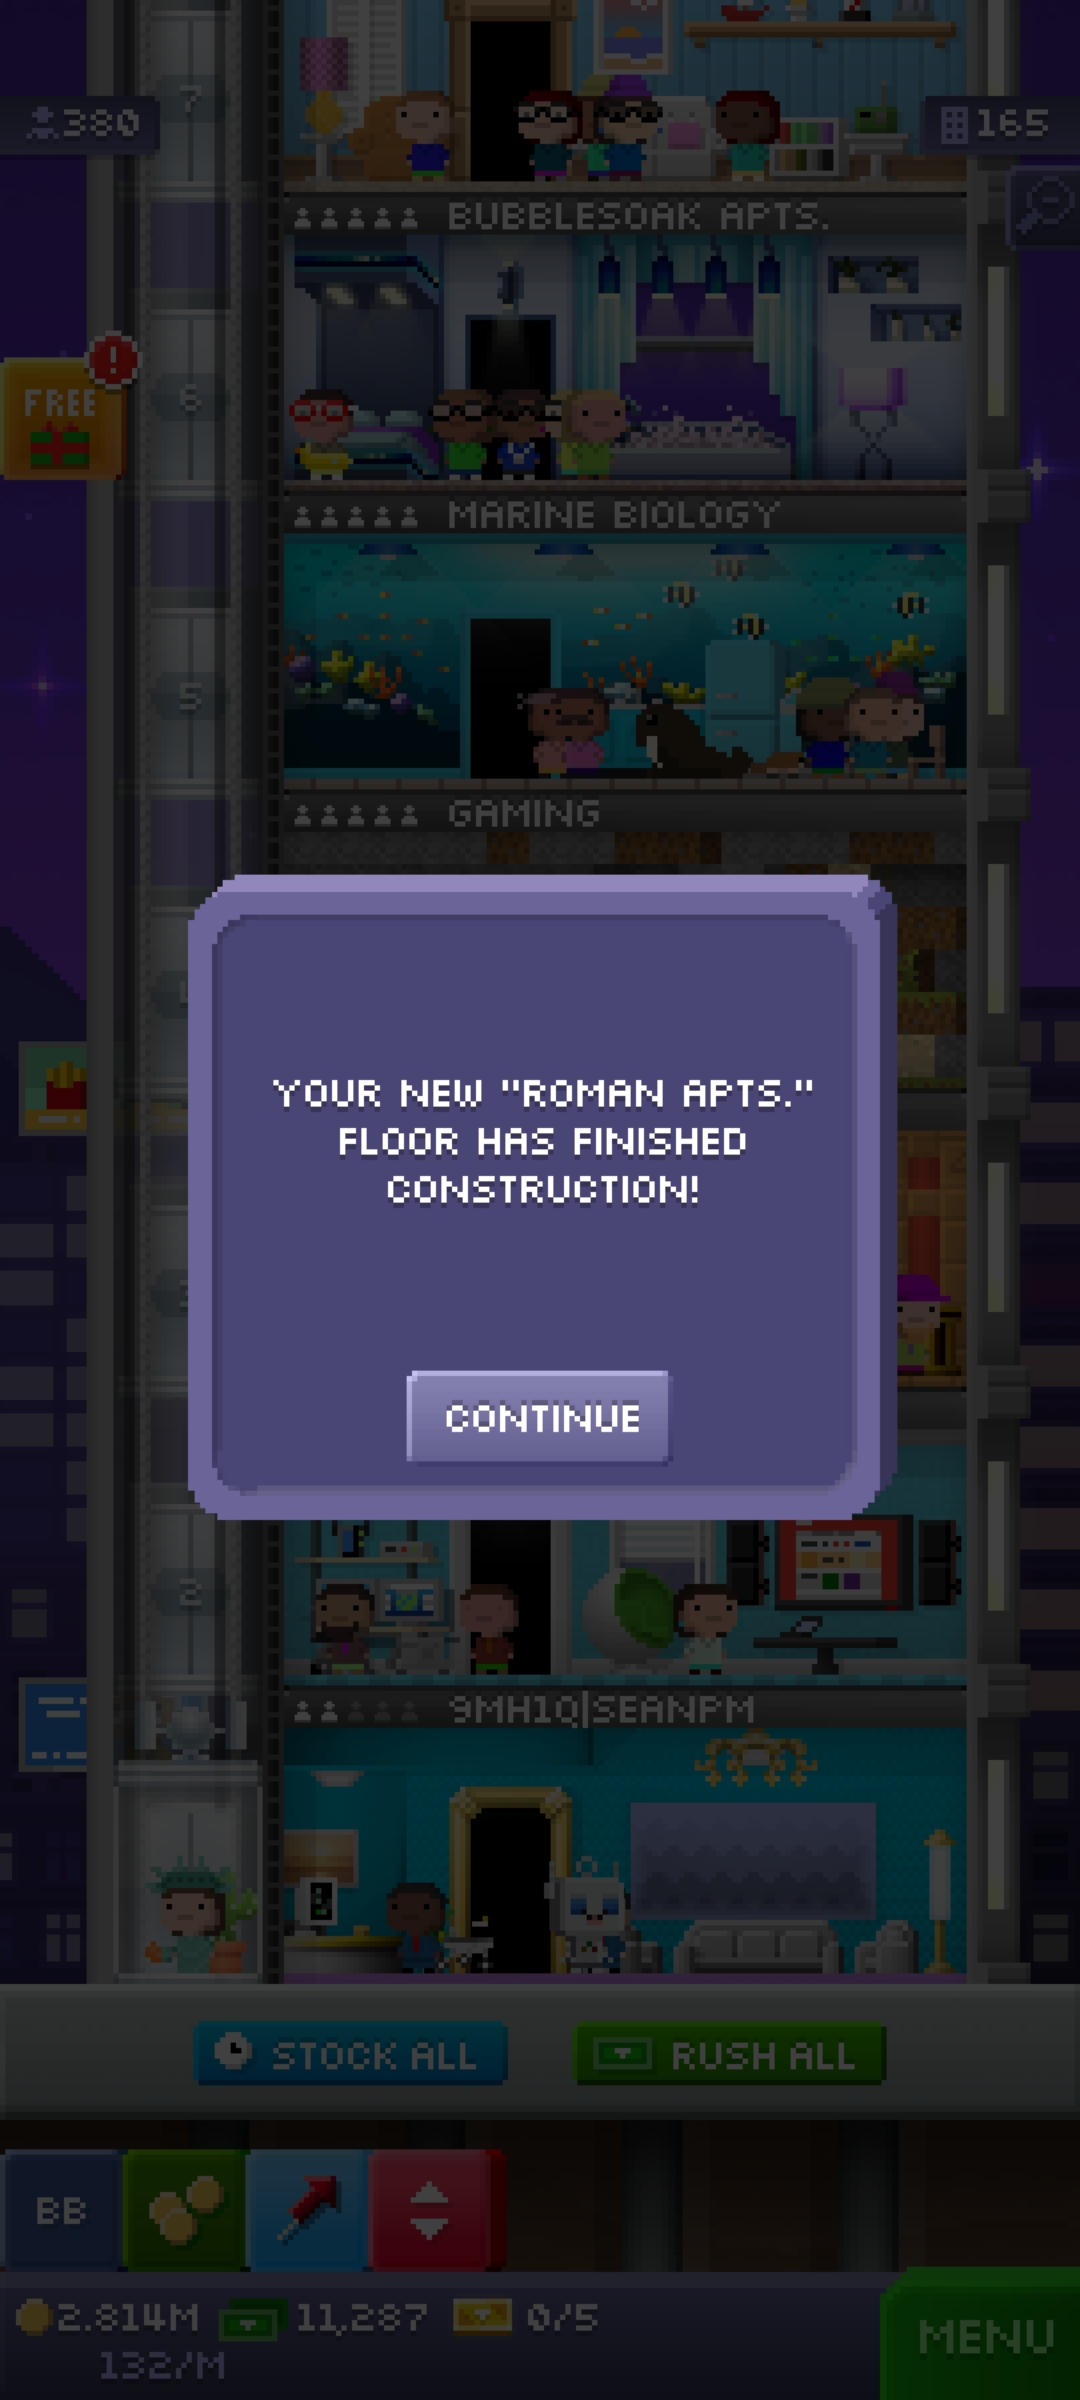 7
380
165
BUBBLESOAK APTS.
FREE
!
6
MARINE BIOLOGY
5
GAMING
YOUR NEW "ROMAN APTS."
FLOOR HAS FINISHED
CONSTRUCTION!
CONTINUE
2
9MH1Q|SEANPM
STOCK ALL
RUSH ALL
BB
2.814M
11,287
0/5
MENU
132/M